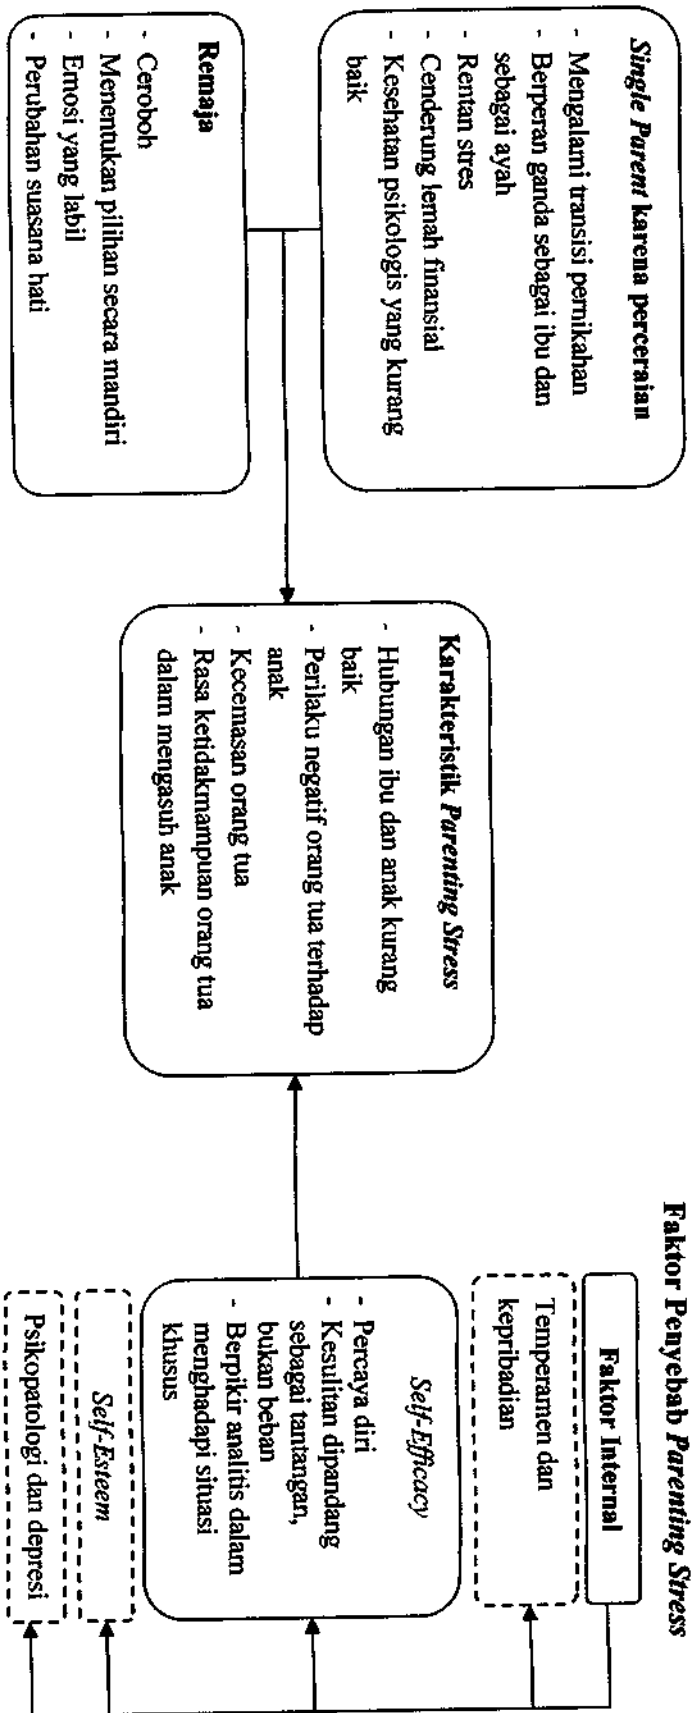 Single Parent karena perceraian
- Mengalami transisi pernikahan
- Berperan ganda sebagai ibu dan
sebagai ayah
- Rentan stres
- Cenderung lemah finansial
- Kesehatan psikologis yang kurang
baik
Remaja
- Ceroboh
- Menentukan pilihan secara mandiri
- Emosi yang labil
- Perubahan suasana hati
Karakteristik Parenting Stress
- Hubungan ibu dan anak kurang
baik
- Perilaku negatif orang tua terhadap
anak
- Kecemasan orang tua
- Rasa ketidakmampuan orang tua
dalam mengasuh anak
Faktor Penyebab Parenting Stress
Faktor Internal
Temperamen dan
kepribadian
Self-Efficacy
- Percaya diri
- Kesulitan dipandang
sebagai tantangan,
bukan beban
- Berpikir analitis dalam
menghadapi situasi
khusus
Self-Esteem
Psikopatologi dan depresi